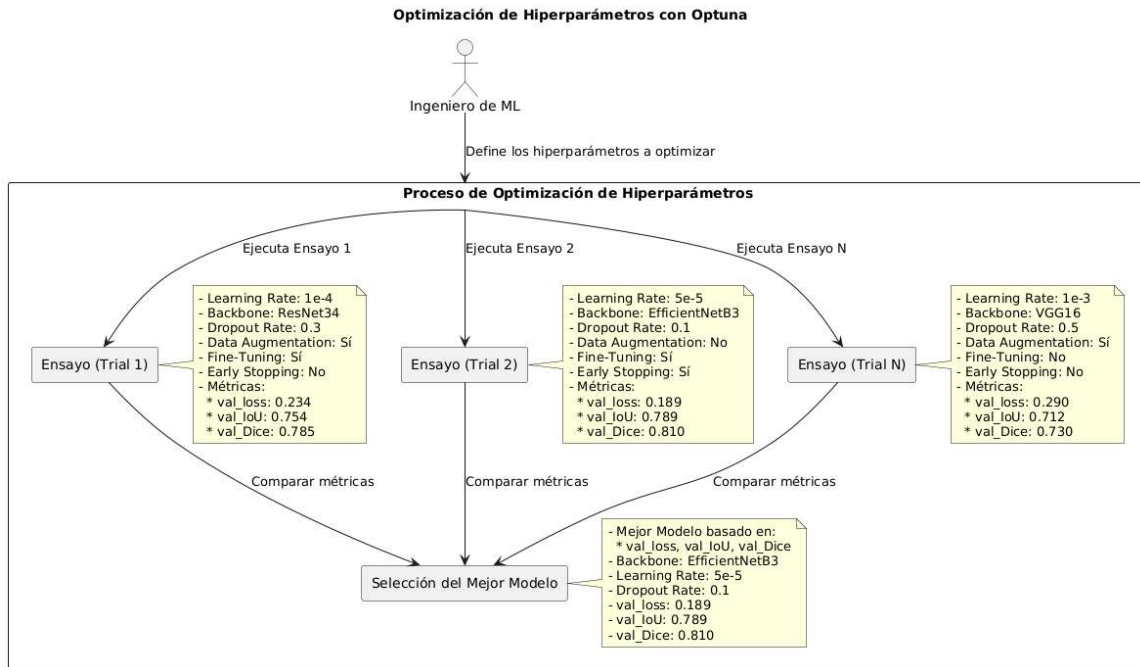 Optimización de Hiperparámetros con Optuna
Ingeniero de ML
Define los hiperparámetros a optimizar
Proceso de Optimización de Hiperparámetros
Ejecuta Ensayo 1
Ejecuta Ensayo 2
Ejecuta Ensayo N
Ensayo (Trial 1)
- Learning Rate: 1e-4
- Backbone: ResNet34
- Dropout Rate: 0.3
- Data Augmentation: Sí
- Fine-Tuning: Sí
- Early Stopping: No
- Métricas:
* val_loss: 0.234
* val_IoU: 0.754
* val_Dice: 0.785
Ensayo (Trial 2)
- Learning Rate: 5e-5
- Backbone: EfficientNetB3
- Dropout Rate: 0.1
- Data Augmentation: No
- Fine-Tuning: Sí
- Early Stopping: Sí
- Métricas:
* val_loss: 0.189
* val_IoU: 0.789
* val_Dice: 0.810
Ensayo (Trial N)
- Learning Rate: 1e-3
- Backbone: VGG16
- Dropout Rate: 0.5
- Data Augmentation: Sí
- Fine-Tuning: No
- Early Stopping: No
- Métricas:
* val_loss: 0.290
* val_IoU: 0.712
* val_Dice: 0.730
Comparar métricas
Comparar métricas
Comparar métricas
Selección del Mejor Modelo
- Mejor Modelo basado en:
* val_loss, val_IoU, val_Dice
- Backbone: EfficientNetB3
- Learning Rate: 5e-5
- Dropout Rate: 0.1
- val_loss: 0.189
- val_IoU: 0.789
- val_Dice: 0.810